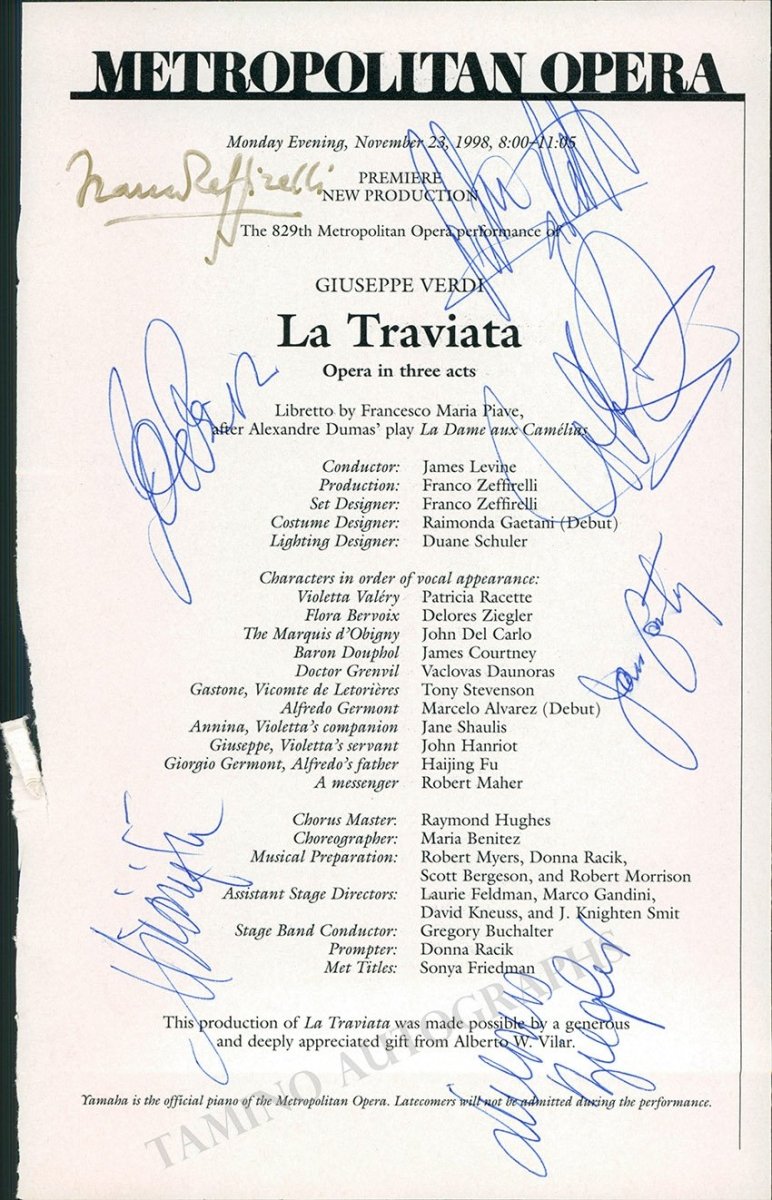 METROPOLITAN OPERA
Monday Evening, November 23, 1998, 8:00–11:05
Franco Zeffirelli
PREMIERE
NEW PRODUCTION
The 829th Metropolitan Opera performance of
GIUSEPPE VERDI
La Traviata
Opera in three acts
Libretto by Francesco Maria Piave,
after Alexandre Dumas' play La Dame aux Camélias
Conductor: James Levine
Production: Franco Zeffirelli
Set Designer: Franco Zeffirelli
Costume Designer: Raimonda Gaetani (Debut)
Lighting Designer: Duane Schuler
Characters in order of vocal appearance:
Violetta Valéry Patricia Racette
Flora Bervoix Delores Ziegler
The Marquis d'Obigny John Del Carlo
Baron Douphol James Courtney
Doctor Grenvil Vaclovas Daunoras
Gastone, Vicomte de Letorières Tony Stevenson
Alfredo Germont Marcelo Alvarez (Debut)
Annina, Violetta's companion Jane Shaulis
Giuseppe, Violetta's servant John Hanriot
Giorgio Germont, Alfredo's father Haijing Fu
A messenger Robert Maher
Chorus Master: Raymond Hughes
Choreographer: Maria Benitez
Musical Preparation: Robert Myers, Donna Racik,
Scott Bergeson, and Robert Morrison
Assistant Stage Directors: Laurie Feldman, Marco Gandini,
David Kneuss, and J. Knighten Smit
Stage Band Conductor: Gregory Buchalter
Prompter: Donna Racik
Met Titles: Sonya Friedman
Delores Ziegler
This production of La Traviata was made possible by a generous
and deeply appreciated gift from Alberto W. Vilar.
TAMINO AUTOGRAPHS
Yamaha is the official piano of the Metropolitan Opera. Latecomers will not be admitted during the performance.